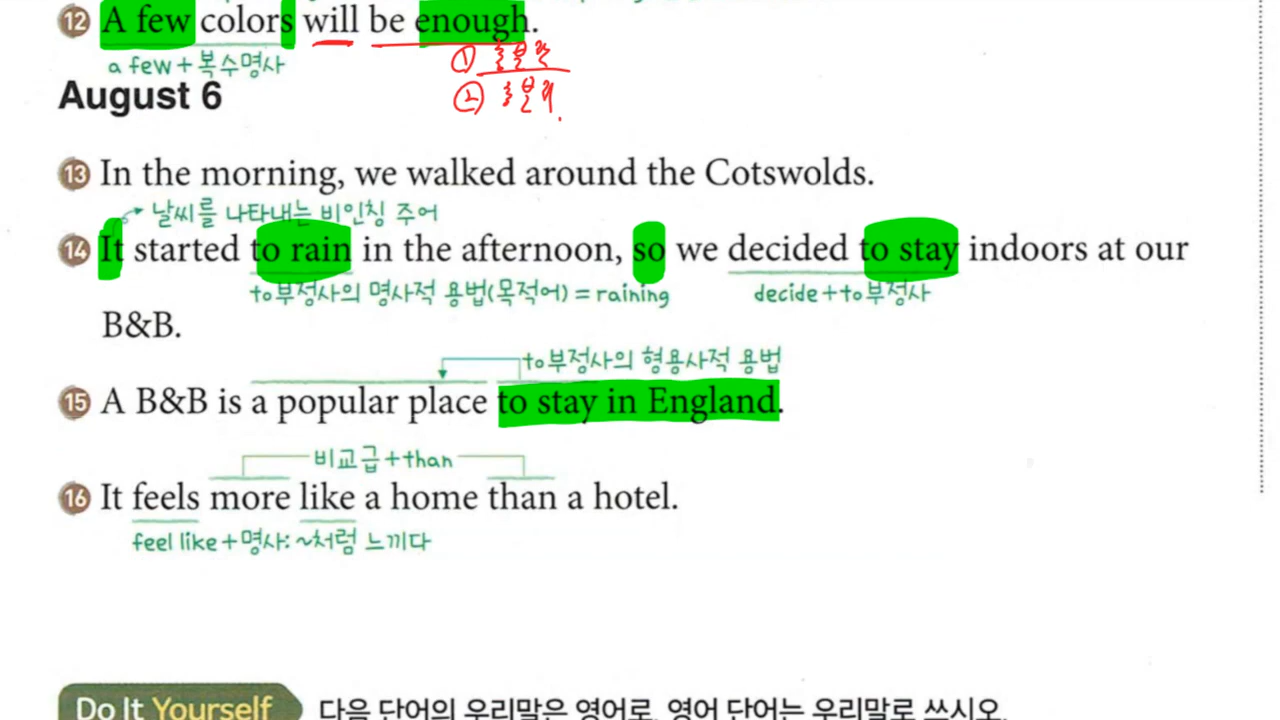 12 A few colors will be enough.
a few+복수명사
① 충분한
② 충분히
August 6
13 In the morning, we walked around the Cotswolds.
날씨를 나타내는 비인칭 주어
14 It started to rain in the afternoon, so we decided to stay indoors at our
to부정사의 명사적 용법(목적어) = raining
decide+to부정사
B&B.
to부정사의 형용사적 용법
15 A B&B is a popular place to stay in England.
비교급+than
16 It feels more like a home than a hotel.
feel like+명사: ~처럼 느끼다
Do It Yourself 다음 단어의 우리말은 영어로, 영어 단어는 우리말로 쓰시오.